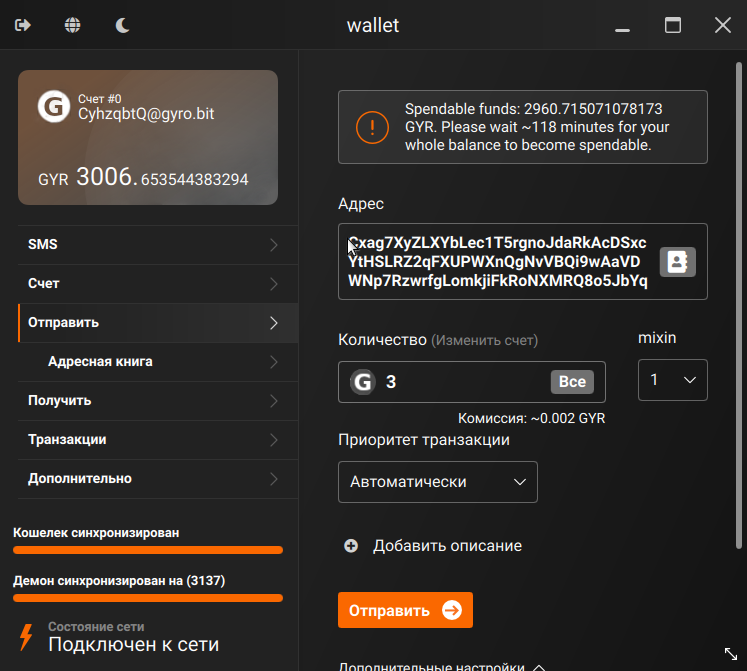 wallet
Счет #0
CyhzqbtQ@gyro.bit
GYR 3006.653544383294
SMS
Счет
Отправить
Адресная книга
Получить
Транзакции
Дополнительно
Кошелек синхронизирован
Демон синхронизирован на (3137)
Состояние сети
Подключен к сети
Spendable funds: 2960.715071078173
GYR. Please wait ~118 minutes for your
whole balance to become spendable.
Адрес
Cxag7XyZLXYbLec1T5rgnoJdaRkAcDSxc
YtHSLRZ2qFXUPWXnQgNvVBQi9wAaVD
WNp7RzwrfgLomkjiFkRoNXMRQ8o5JbYq
Количество (Изменить счет)
mixin
G 3 Все
1
Комиссия: ~0.002 GYR
Приоритет транзакции
Автоматически
Добавить описание
Отправить
Дополнительные настройки